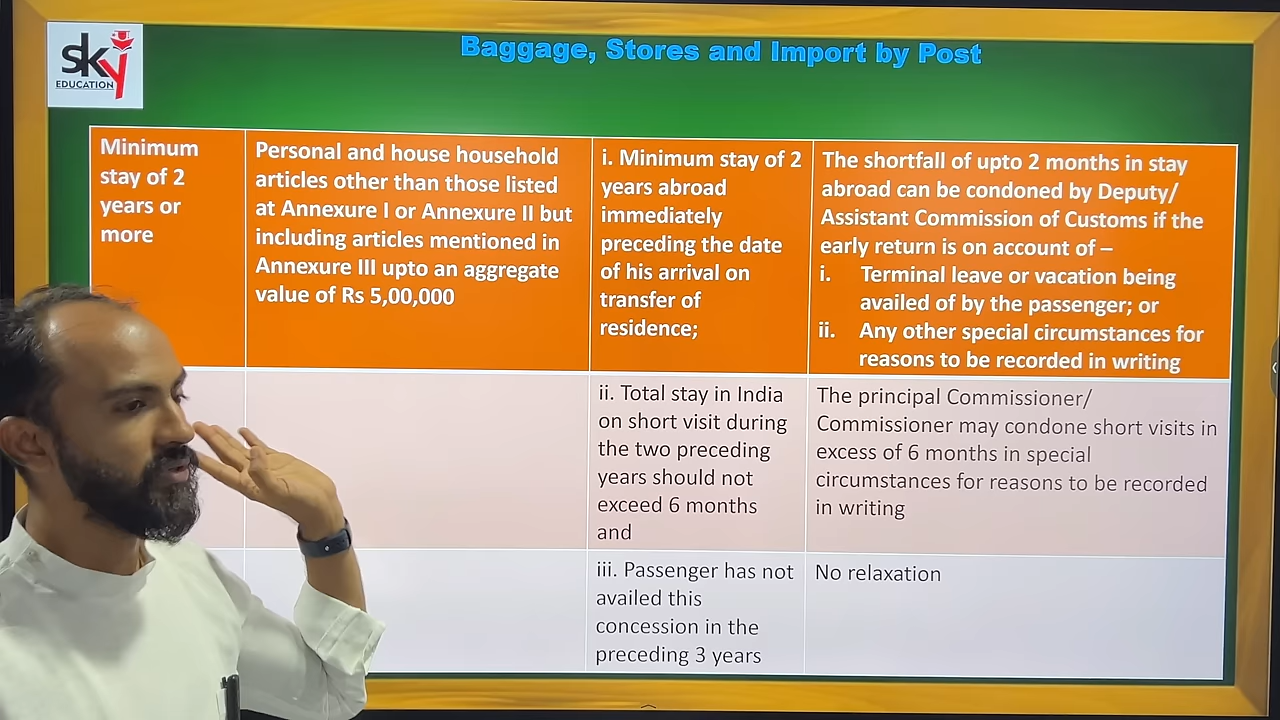 sky
EDUCATION
Baggage, Stores and Import by Post
Minimum
stay of 2
years or
more
Personal and house household
articles other than those listed
at Annexure I or Annexure II but
including articles mentioned in
Annexure III upto an aggregate
value of Rs 5,00,000
i. Minimum stay of 2
years abroad
immediately
preceding the date
of his arrival on
transfer of
residence;
The shortfall of upto 2 months in stay
abroad can be condoned by Deputy/
Assistant Commission of Customs if the
early return is on account of –
i. Terminal leave or vacation being
availed of by the passenger; or
ii. Any other special circumstances for
reasons to be recorded in writing
ii. Total stay in India
on short visit during
the two preceding
years should not
exceed 6 months
and
The principal Commissioner/
Commissioner may condone short visits in
excess of 6 months in special
circumstances for reasons to be recorded
in writing
iii. Passenger has not
availed this
concession in the
preceding 3 years
No relaxation